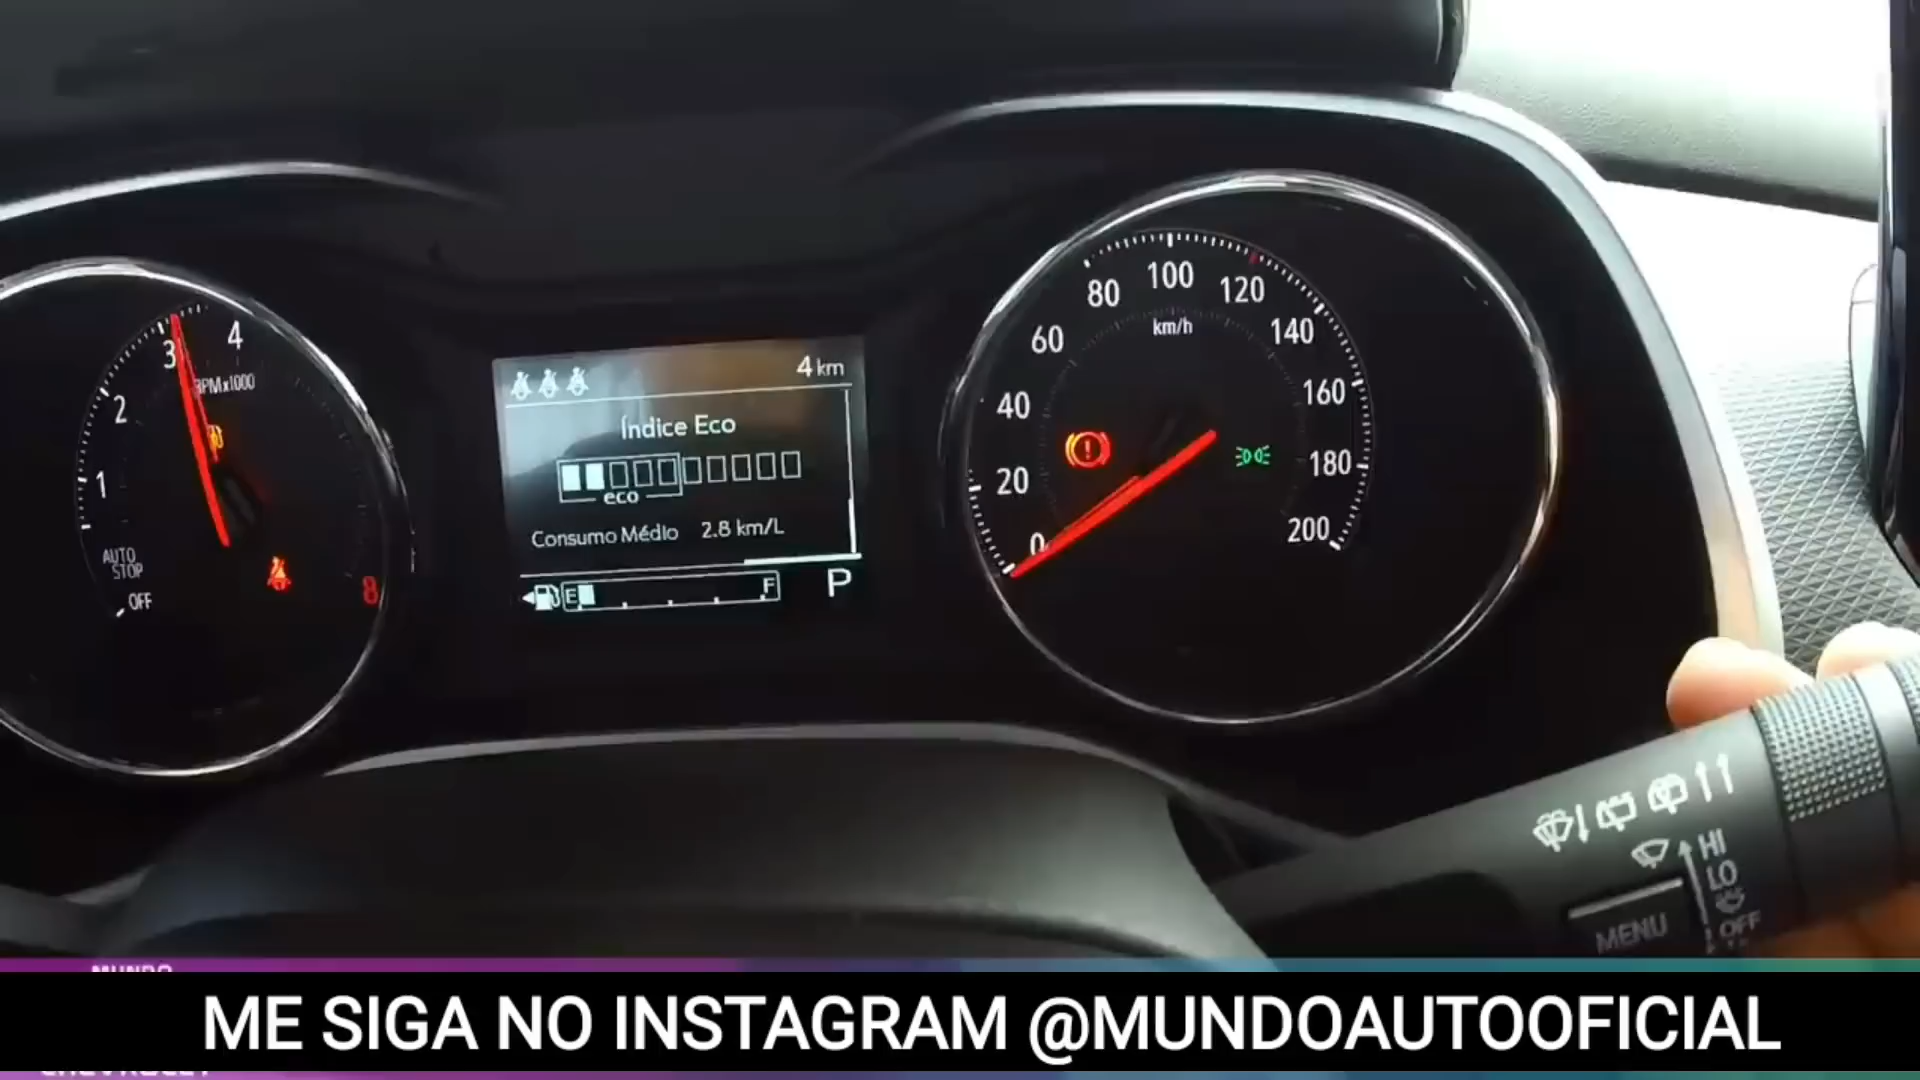 4 km
Índice Eco
eco
Consumo Médio 2.8 km/L
E F P
1
2
3
4
8
RPMx1000
AUTO
STOP
OFF
0
20
40
60
80
100
120
140
160
180
200
km/h
HI
LO
OFF
MENU
MUNDO
ME SIGA NO INSTAGRAM @MUNDOAUTOOFICIAL
CHEVROLET